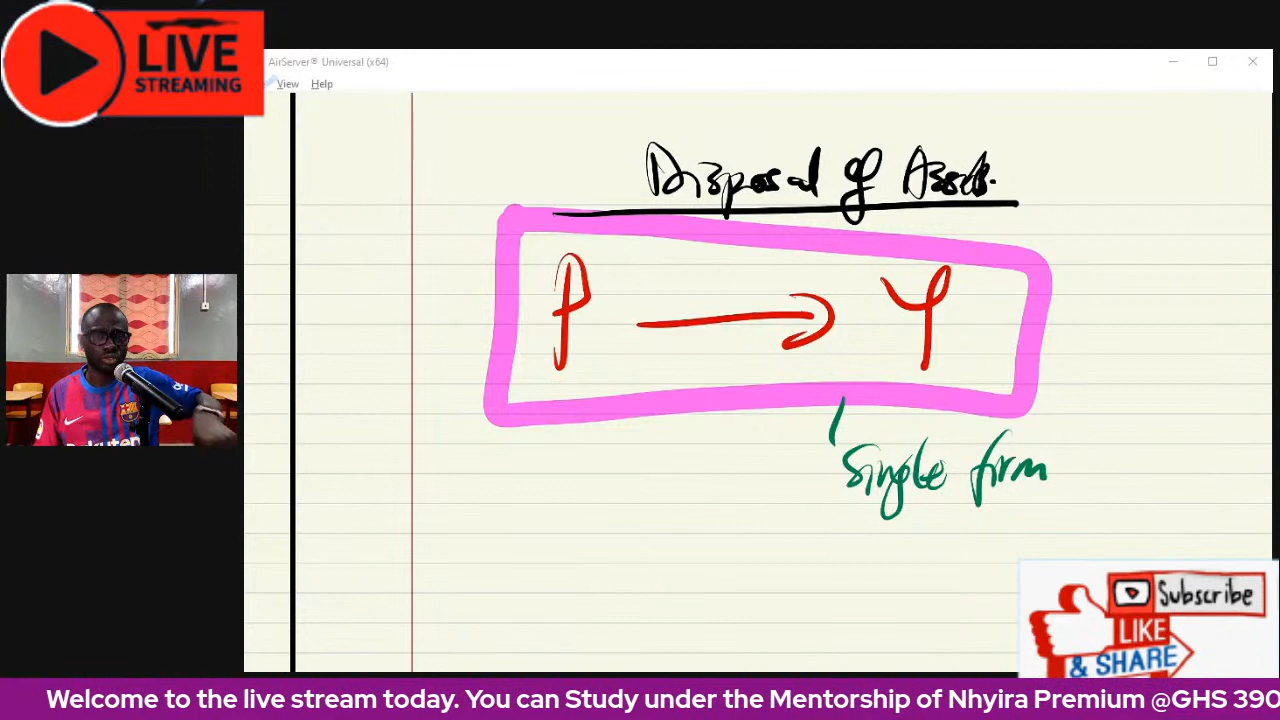 LIVE
STREAMING
AirServer® Universal (x64)
View Help
Disposal of Assets.
P → Y
Single firm
Subscribe
LIKE
& SHARE
Welcome to the live stream today. You can Study under the Mentorship of Nhyira Premium @GHS 390